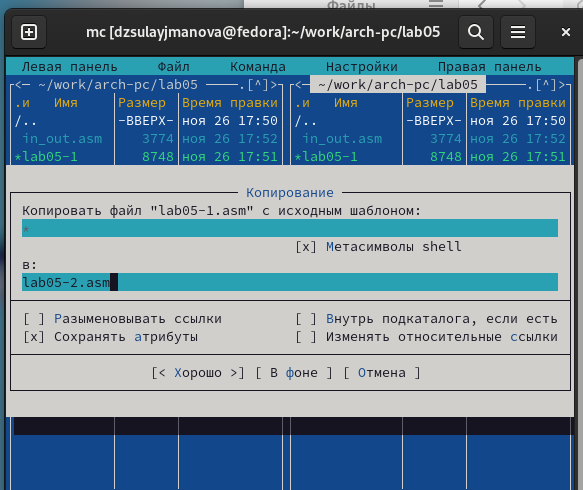 Файлы
mc [dzsulayjmanova@fedora]:~/work/arch-pc/lab05
Левая панель Файл Команда Настройки Правая панель
<— ~/work/arch-pc/lab05 .[^]> <— ~/work/arch-pc/lab05 .[^]>
.и Имя Размер Время правки .и Имя Размер Время правки
/.. -ВВЕРХ- ноя 26 17:50 /.. -ВВЕРХ- ноя 26 17:50
in_out.asm 3774 ноя 26 17:52 in_out.asm 3774 ноя 26 17:52
*lab05-1 8748 ноя 26 17:51 *lab05-1 8748 ноя 26 17:51
Копирование
Копировать файл "lab05-1.asm" с исходным шаблоном:
*
[x] Метасимволы shell
в:
lab05-2.asm
[ ] Разыменовывать ссылки [ ] Внутрь подкаталога, если есть
[x] Сохранять атрибуты [ ] Изменять относительные ссылки
[< Хорошо >] [ В фоне ] [ Отмена ]